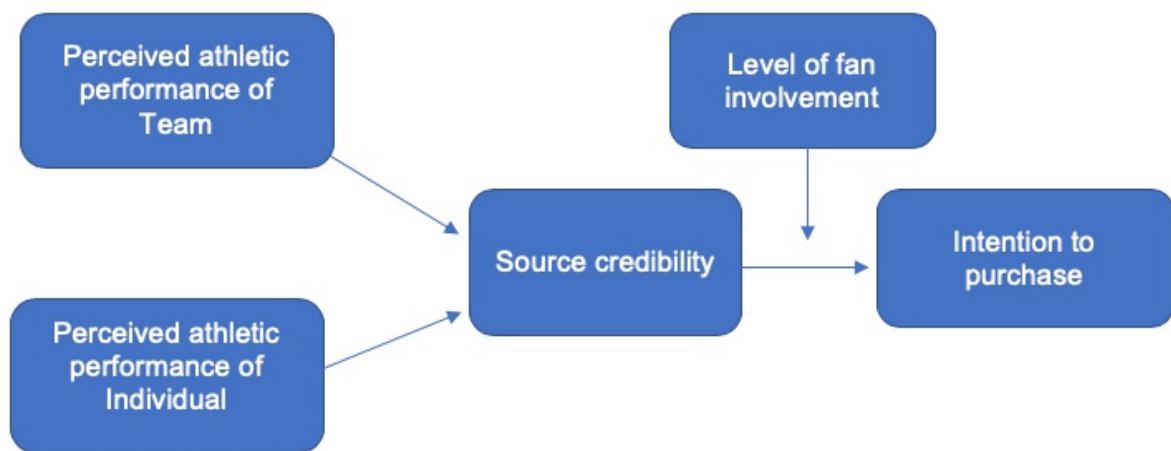 Perceived athletic
performance of
Team
Level of fan
involvement
Source credibility
Intention to
purchase
Perceived athletic
performance of
Individual